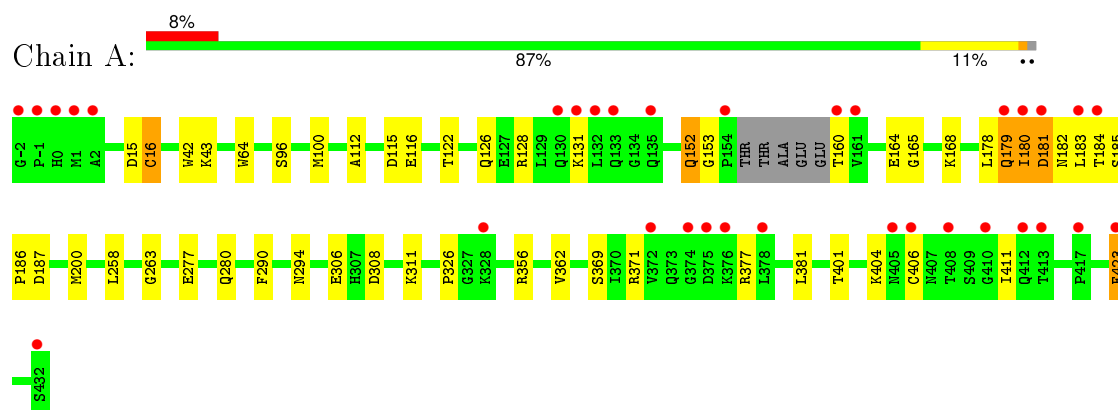 8%
Chain A:
87%
11%
G-2 P-1 H0 M1 A2 D15 C16 W42 K43 W64 S96 M100 A112 D115 E116 T122 Q126 E127 R128 L129 Q130 K131 L132 Q133 G134 Q135 Q152 G153 P154 THR THR ALA GLU GLU T160 V161 E164 G165 K168 L178 Q179 I180 D181 N182 L183 T184 S185
P186 D187 M200 L258 G263 E277 Q280 F290 N294 E306 H307 D308 K311 P326 G327 K328 R356 V362 S369 I370 R371 V372 Q373 G374 D375 K376 R377 L378 L381 T401 K404 N405 C406 N407 T408 S409 G410 I411 Q412 T413 P417
S432